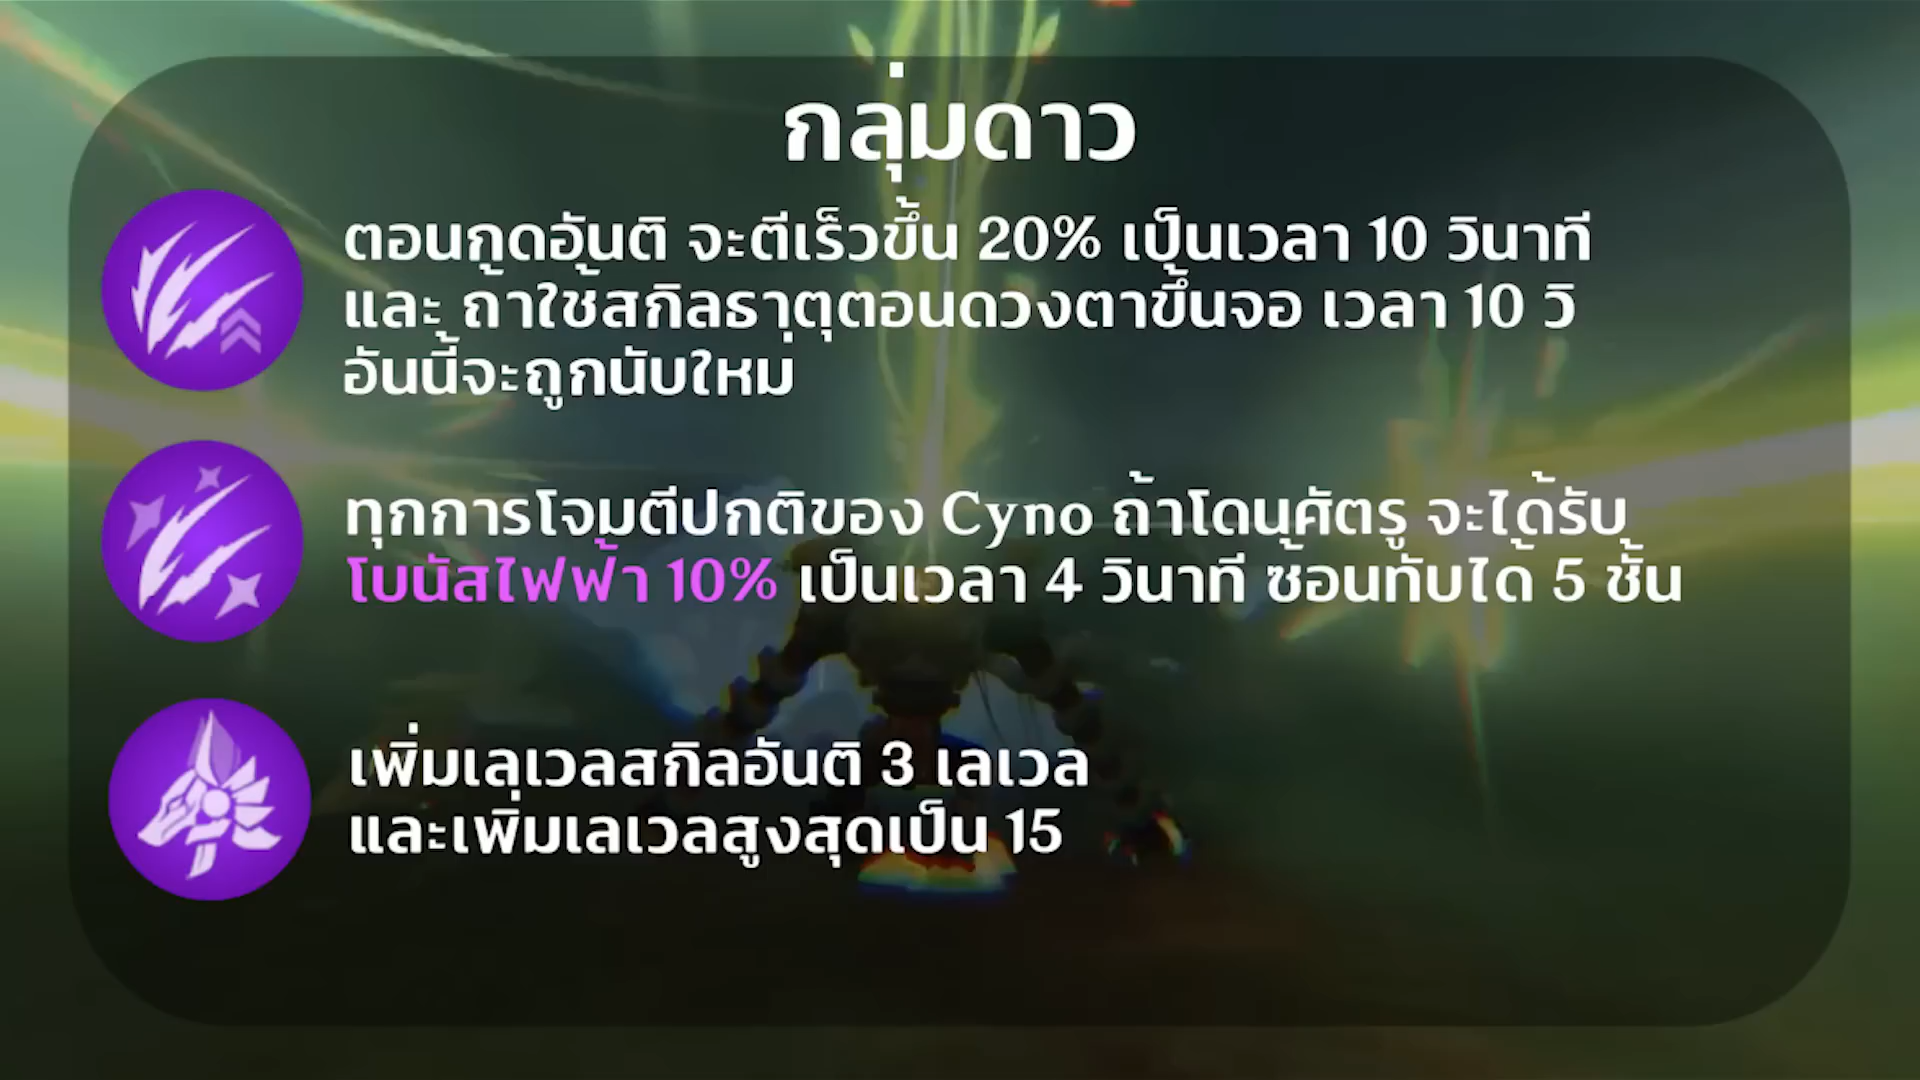 กลุ่มดาว
ตอนกดอันติ จะตีเร็วขึ้น 20% เป็นเวลา 10 วินาที
และ ถ้าใช้สกิลธาตุตอนดวงตาขึ้นจอ เวลา 10 วิ
อันนี้จะถูกนับใหม่
ทุกการโจมตีปกติของ Cyno ถ้าโดนศัตรู จะได้รับ
โบนัสไฟฟ้า 10% เป็นเวลา 4 วินาที ซ้อนทับได้ 5 ชั้น
เพิ่มเลเวลสกิลอันติ 3 เลเวล
และเพิ่มเลเวลสูงสุดเป็น 15